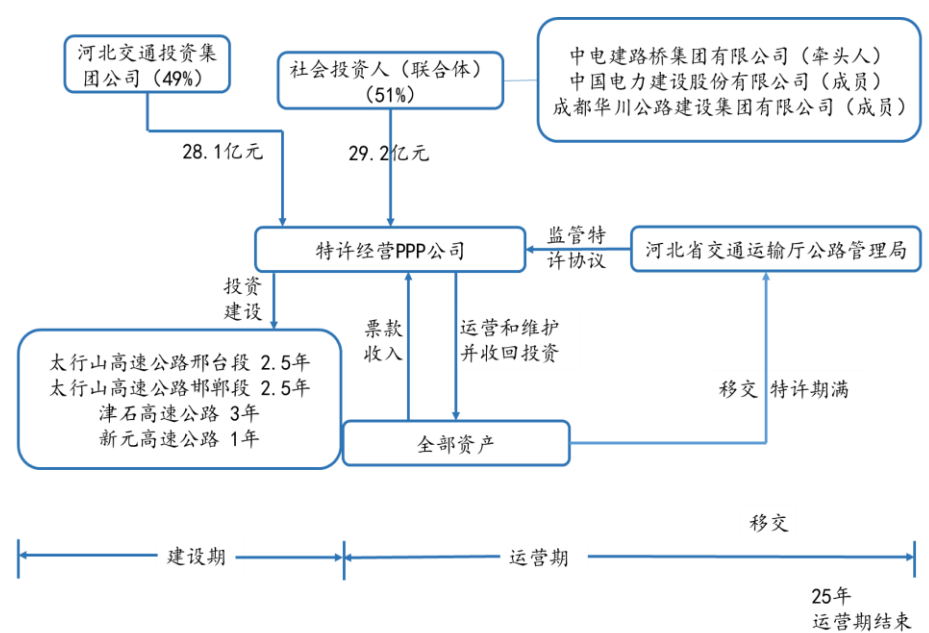 河北交通投资集
团公司（49%）
社会投资人（联合体）
（51%）
中电建路桥集团有限公司（牵头人）
中国电力建设股份有限公司（成员）
成都华川公路建设集团有限公司（成员）
28.1亿元
29.2亿元
特许经营PPP公司
监管特
许协议
河北省交通运输厅公路管理局
投资
建设
票款
收入
运营和维护
并收回投资
太行山高速公路邢台段 2.5年
太行山高速公路邯郸段 2.5年
津石高速公路 3年
新元高速公路 1年
移交
特许期满
全部资产
移交
建设期
运营期
25年
运营期结束